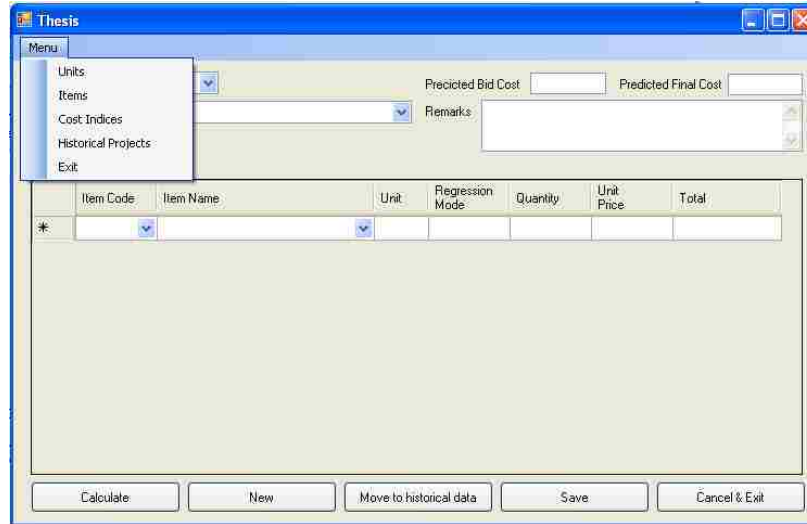 Thesis
Menu
Units
Items
Cost Indices
Historical Projects
Exit
Precicted Bid Cost
Predicted Final Cost
Remarks
Item Code Item Name Unit Regression Mode Quantity Unit Price Total
*
Calculate New Move to historical data Save Cancel & Exit